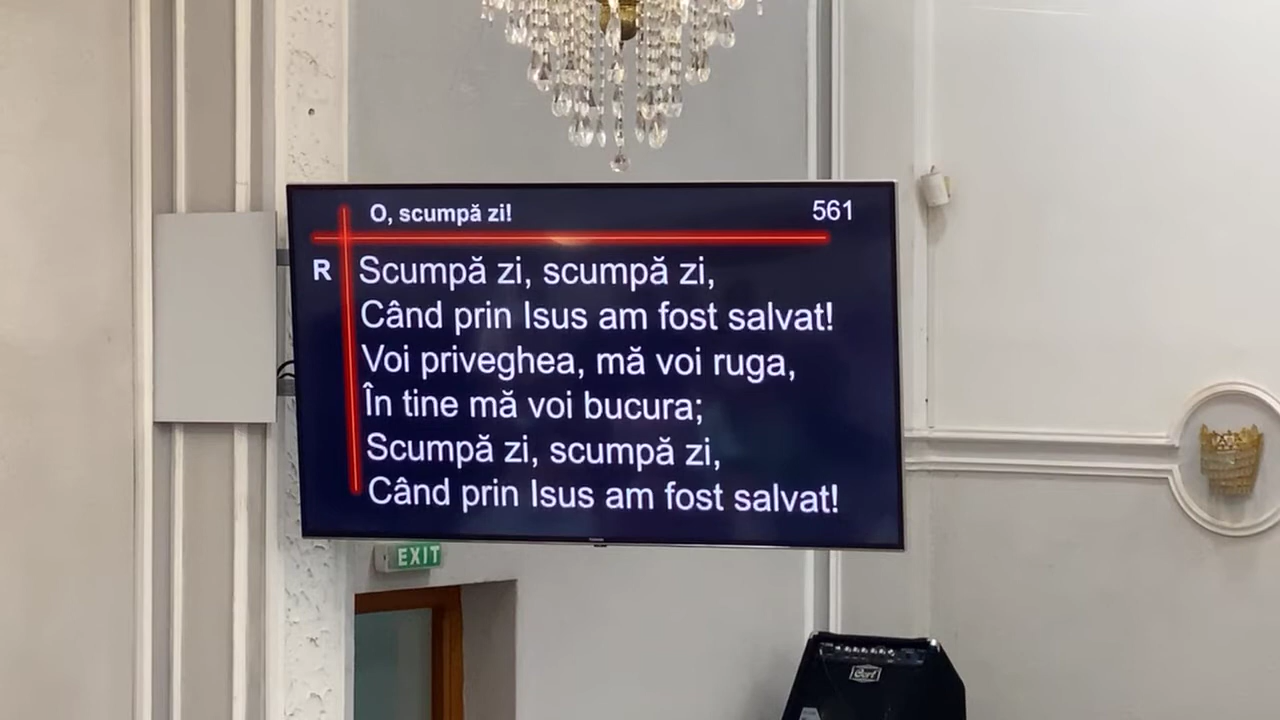 O, scumpă zi!
561
R
Scumpă zi, scumpă zi,
Când prin Isus am fost salvat!
Voi priveghea, mă voi ruga,
În tine mă voi bucura;
Scumpă zi, scumpă zi,
Când prin Isus am fost salvat!
EXIT
Cort